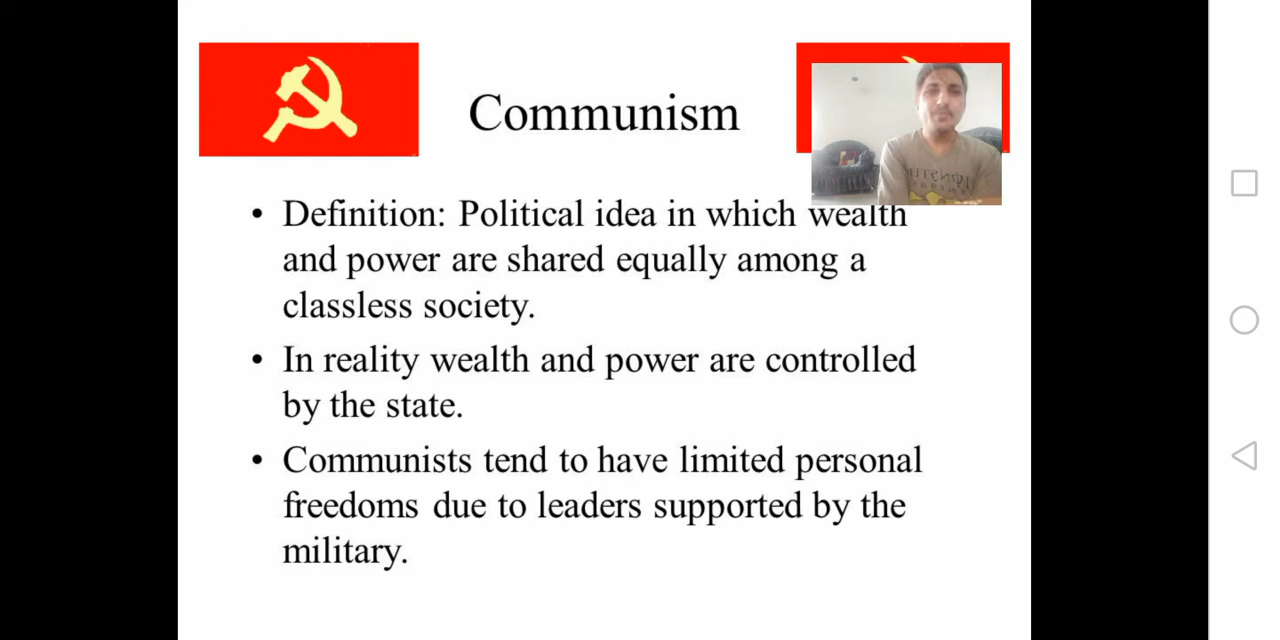 Communism
• Definition: Political idea in which wealth
and power are shared equally among a
classless society.
• In reality wealth and power are controlled
by the state.
• Communists tend to have limited personal
freedoms due to leaders supported by the
military.